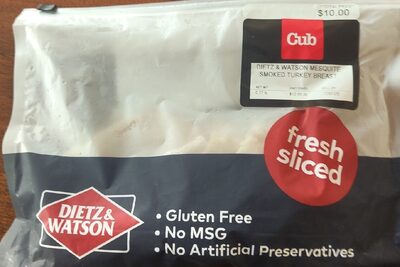 $10.00
Cub
DIETZ & WATSON MESQUITE
SMOKED TURKEY BREAST
fresh
sliced
DIETZ &
WATSON
• Gluten Free
• No MSG
• No Artificial Preservatives